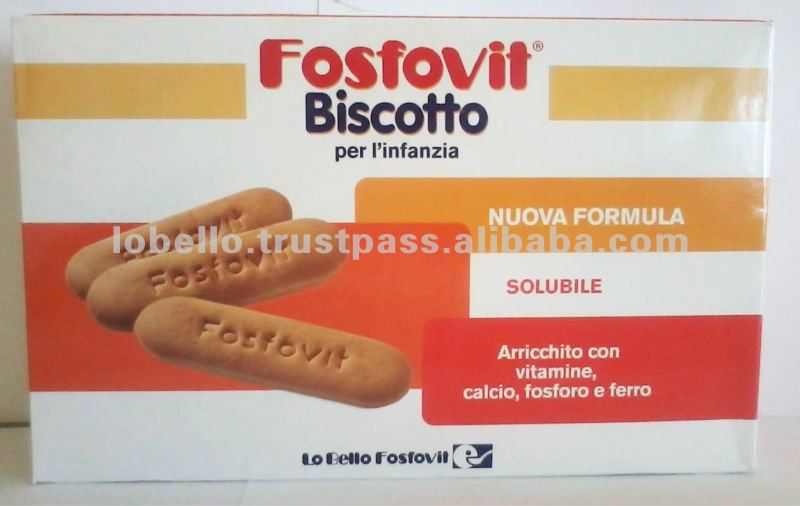 Fosfovit®
Biscotto
per l'infanzia
NUOVA FORMULA
lobello.trustpass.alibaba.com
SOLUBILE
Arricchito con
vitamine,
calcio, fosforo e ferro
Fosfovit
Fosfovit
Fosfovit
Lo Bello Fosfovit